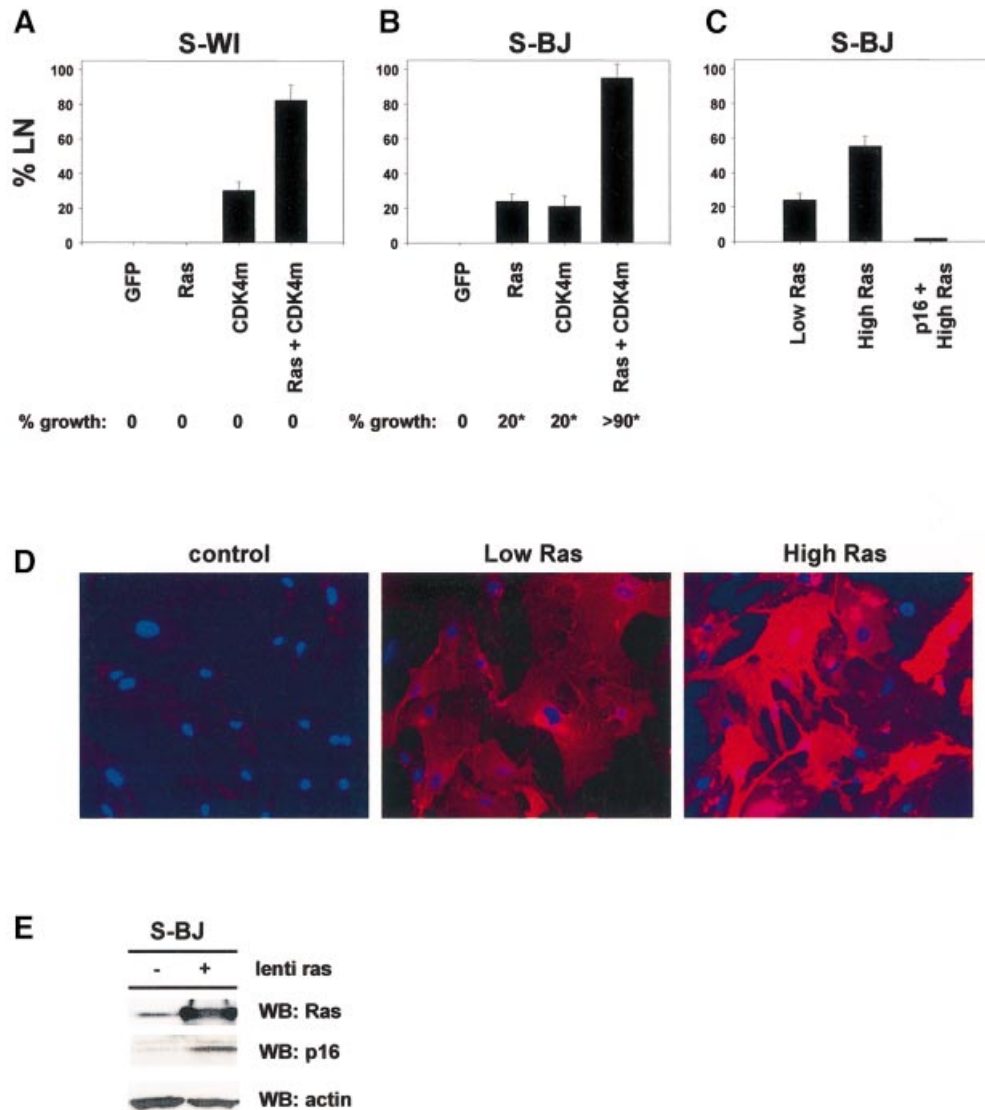 A
S-WI
% LN
100
80
60
40
20
0
GFP
Ras
CDK4m
Ras + CDK4m
% growth: 0 0 0 0
B
S-BJ
100
80
60
40
20
0
GFP
Ras
CDK4m
Ras + CDK4m
% growth: 0 20* 20* >90*
C
S-BJ
100
80
60
40
20
0
Low Ras
High Ras
p16 +
High Ras
D
control
Low Ras
High Ras
E
S-BJ
- + lenti ras
WB: Ras
WB: p16
WB: actin